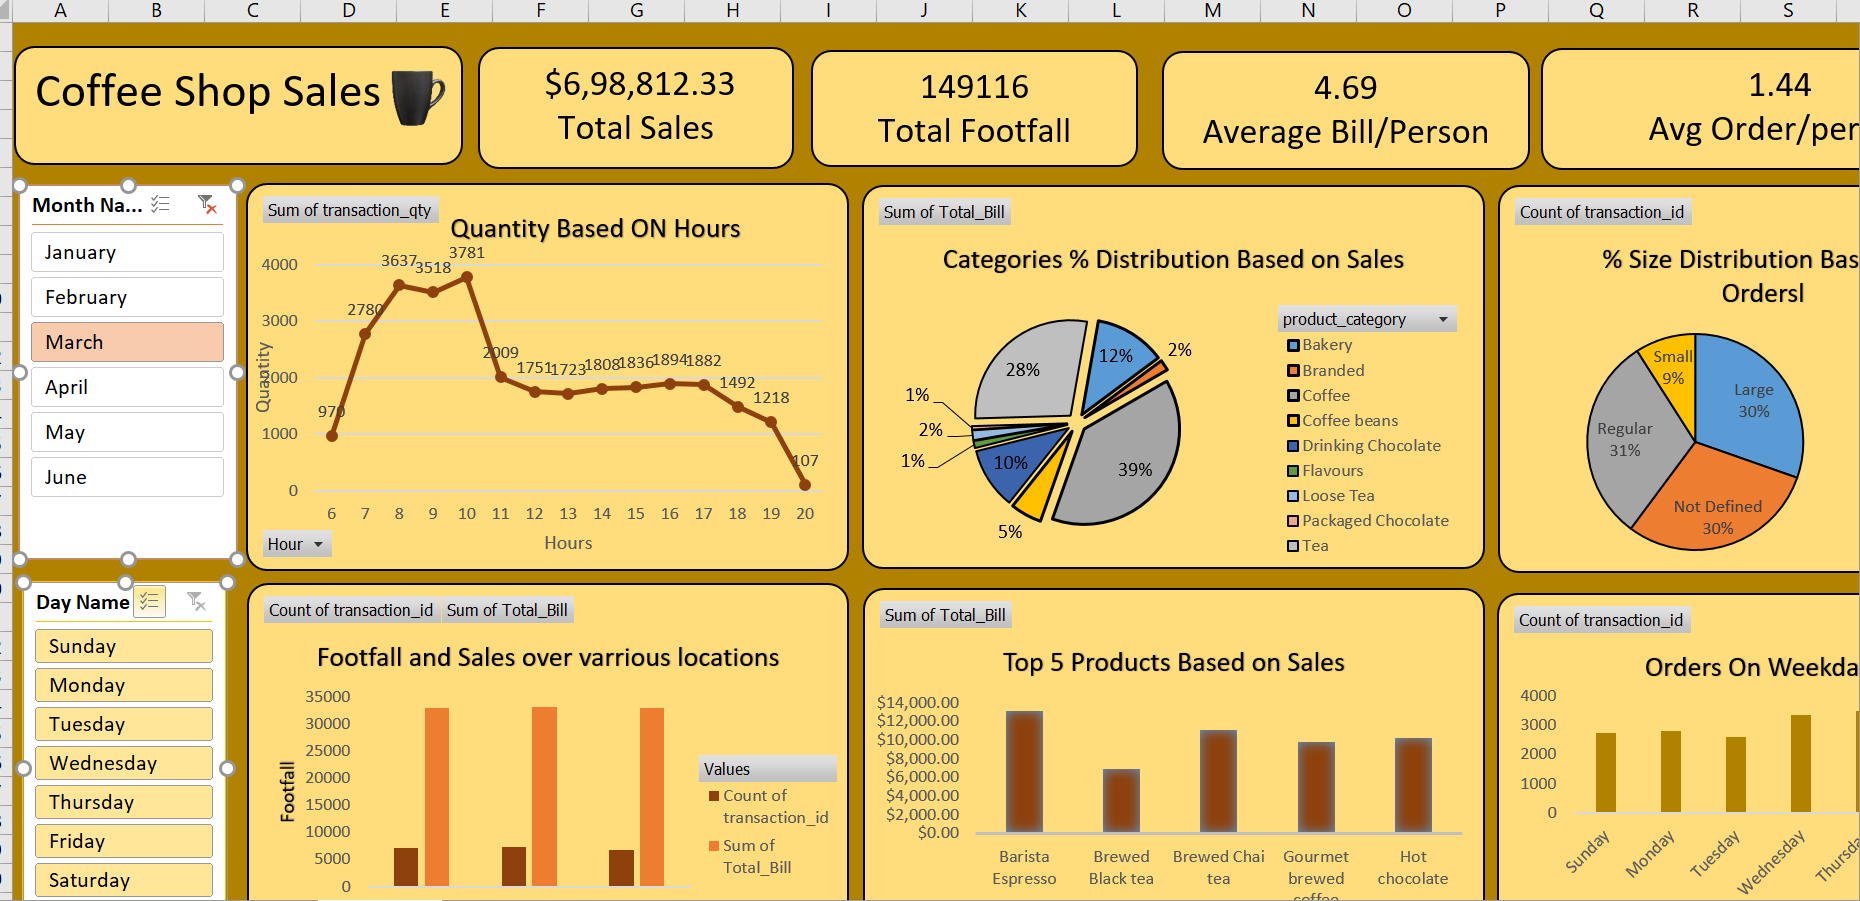 A B C D E F G H I J K L M N O P Q R S
Coffee Shop Sales
$6,98,812.33
Total Sales
149116
Total Footfall
4.69
Average Bill/Person
1.44
Avg Order/per
Month Na...
January
February
March
April
May
June
Sum of transaction_qty
Quantity Based ON Hours
Quantity
4000
3000
2000
1000
0
970
2780
3637
3518
3781
2009
1751
1723
1808
1836
1894
1882
1492
1218
107
6 7 8 9 10 11 12 13 14 15 16 17 18 19 20
Hour
Hours
Sum of Total_Bill
Categories % Distribution Based on Sales
28%
12%
2%
39%
5%
10%
1%
2%
1%
product_category
Bakery
Branded
Coffee
Coffee beans
Drinking Chocolate
Flavours
Loose Tea
Packaged Chocolate
Tea
Count of transaction_id
% Size Distribution Bas
Ordersl
Small
9%
Large
30%
Regular
31%
Not Defined
30%
Day Name
Sunday
Monday
Tuesday
Wednesday
Thursday
Friday
Saturday
Count of transaction_id Sum of Total_Bill
Footfall and Sales over varrious locations
Footfall
35000
30000
25000
20000
15000
10000
5000
0
Values
Count of
transaction_id
Sum of
Total_Bill
Sum of Total_Bill
Top 5 Products Based on Sales
$14,000.00
$12,000.00
$10,000.00
$8,000.00
$6,000.00
$4,000.00
$2,000.00
$0.00
Barista
Espresso
Brewed
Black tea
Brewed Chai
tea
Gourmet
brewed
coffee
Hot
chocolate
Count of transaction_id
Orders On Weekda
4000
3000
2000
1000
0
Sunday
Monday
Tuesday
Wednesday
Thursda